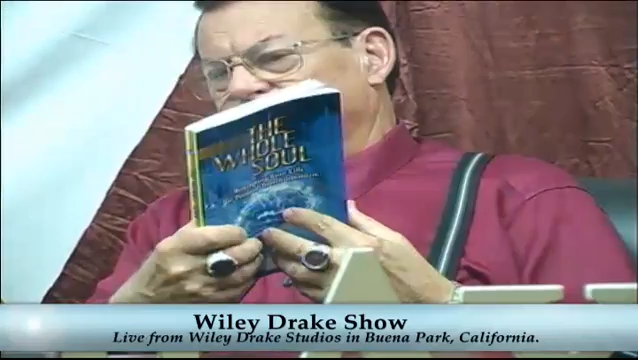 THE
WHOLE
SOUL
Wiley Drake Show
Live from Wiley Drake Studios in Buena Park, California.